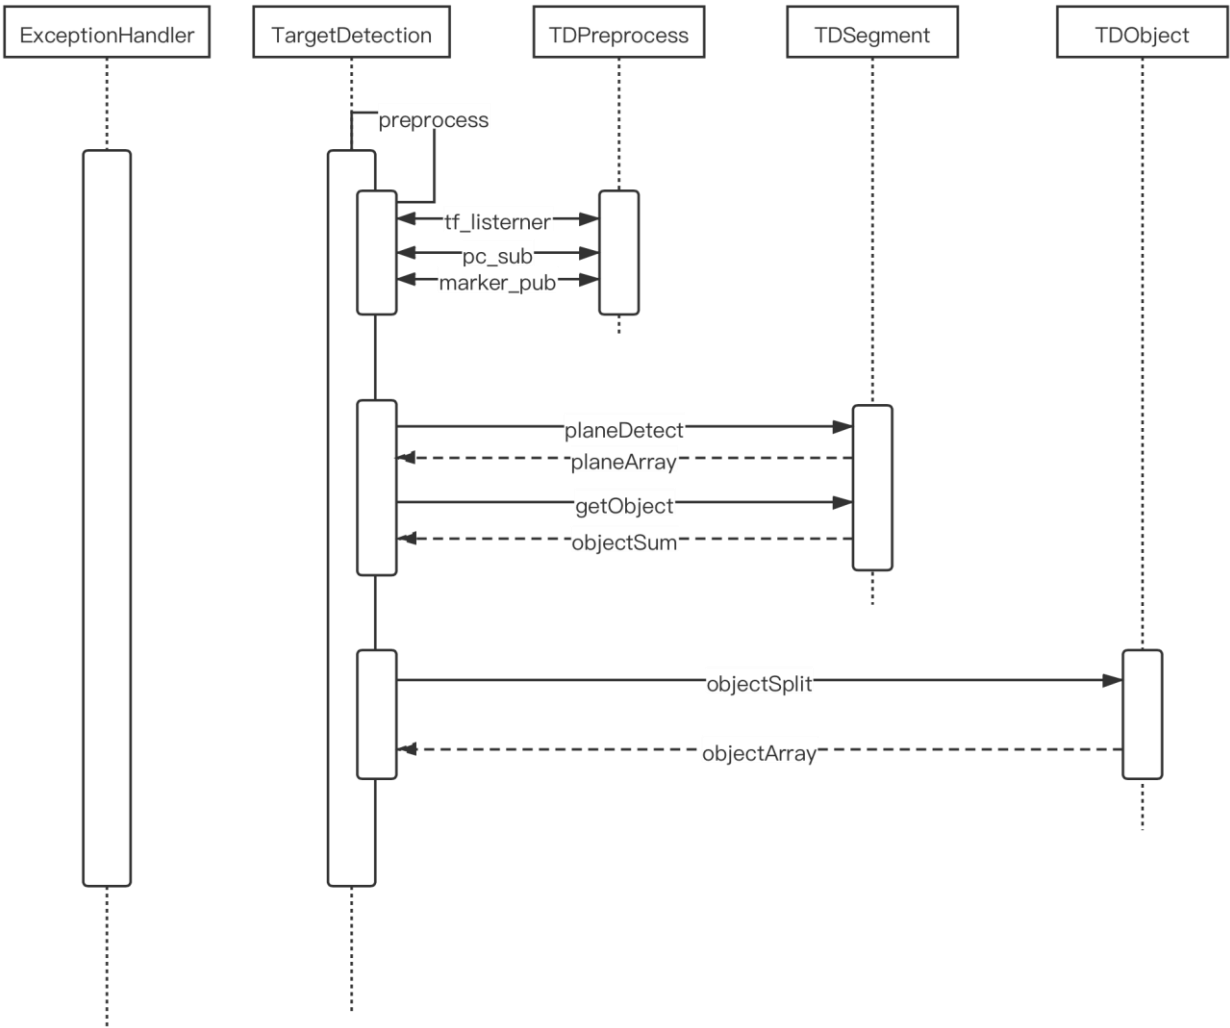 ExceptionHandler
TargetDetection
TDPreprocess
TDSegment
TDObject
preprocess
tf_listerner
pc_sub
marker_pub
planeDetect
planeArray
getObject
objectSum
objectSplit
objectArray